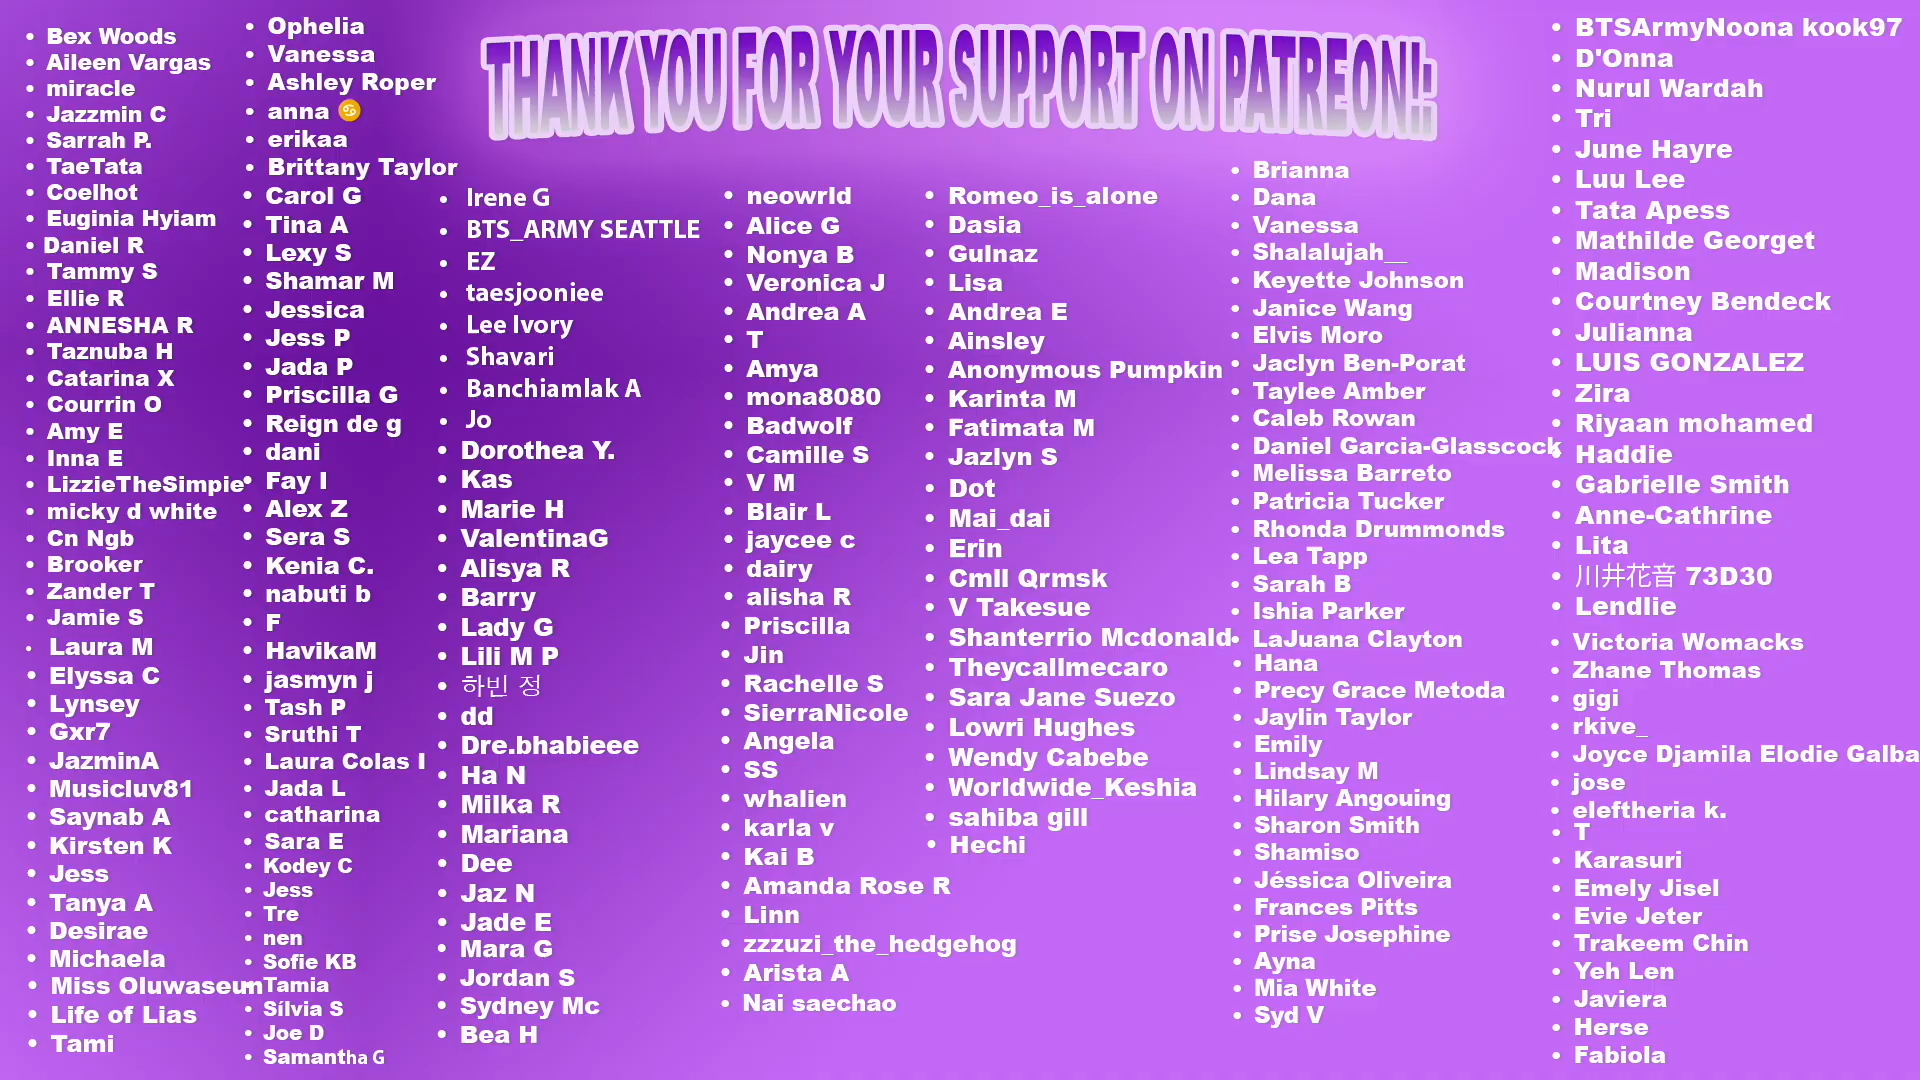 THANK YOU FOR YOUR SUPPORT ON PATREON!:
• Bex Woods
• Aileen Vargas
• miracle
• Jazzmin C
• Sarrah P.
• TaeTata
• Coelhot
• Euginia Hyiam
• Daniel R
• Tammy S
• Ellie R
• ANNESHA R
• Taznuba H
• Catarina X
• Courrin O
• Amy E
• Inna E
• LizzieTheSimpie
• micky d white
• Cn Ngb
• Brooker
• Zander T
• Jamie S
• Laura M
• Elyssa C
• Lynsey
• Gxr7
• JazminA
• Musicluv81
• Saynab A
• Kirsten K
• Jess
• Tanya A
• Desirae
• Michaela
• Miss Oluwaseun
• Life of Lias
• Tami
• Ophelia
• Vanessa
• Ashley Roper
• anna ♋
• erikaa
• Brittany Taylor
• Carol G
• Tina A
• Lexy S
• Shamar M
• Jessica
• Jess P
• Jada P
• Priscilla G
• Reign de g
• dani
• Fay I
• Alex Z
• Sera S
• Kenia C.
• nabuti b
• F
• HavikaM
• jasmyn j
• Tash P
• Sruthi T
• Laura Colas I
• Jada L
• catharina
• Sara E
• Kodey C
• Jess
• Tre
• nen
• Sofie KB
• Tamia
• Sílvia S
• Joe D
• Samantha G
• Irene G
• BTS_ARMY SEATTLE
• EZ
• taesjooniee
• Lee Ivory
• Shavari
• Banchiamlak A
• Jo
• Dorothea Y.
• Kas
• Marie H
• ValentinaG
• Alisya R
• Barry
• Lady G
• Lili M P
• 하빈 정
• dd
• Dre.bhabieee
• Ha N
• Milka R
• Mariana
• Dee
• Jaz N
• Jade E
• Mara G
• Jordan S
• Sydney Mc
• Bea H
• neowrld
• Alice G
• Nonya B
• Veronica J
• Andrea A
• T
• Amya
• mona8080
• Badwolf
• Camille S
• V M
• Blair L
• jaycee c
• dairy
• alisha R
• Priscilla
• Jin
• Rachelle S
• SierraNicole
• Angela
• SS
• whalien
• karla v
• Kai B
• Amanda Rose R
• Linn
• zzzuzi_the_hedgehog
• Arista A
• Nai saechao
• Romeo_is_alone
• Dasia
• Gulnaz
• Lisa
• Andrea E
• Ainsley
• Anonymous Pumpkin
• Karinta M
• Fatimata M
• Jazlyn S
• Dot
• Mai_dai
• Erin
• Cmll Qrmsk
• V Takesue
• Shanterrio Mcdonald
• Theycallmecaro
• Sara Jane Suezo
• Lowri Hughes
• Wendy Cabebe
• Worldwide_Keshia
• sahiba gill
• Hechi
• Brianna
• Dana
• Vanessa
• Shalalujah__
• Keyette Johnson
• Janice Wang
• Elvis Moro
• Jaclyn Ben-Porat
• Taylee Amber
• Caleb Rowan
• Daniel Garcia-Glasscock
• Melissa Barreto
• Patricia Tucker
• Rhonda Drummonds
• Lea Tapp
• Sarah B
• Ishia Parker
• LaJuana Clayton
• Hana
• Precy Grace Metoda
• Jaylin Taylor
• Emily
• Lindsay M
• Hilary Angouing
• Sharon Smith
• Shamiso
• Jéssica Oliveira
• Frances Pitts
• Prise Josephine
• Ayna
• Mia White
• Syd V
• BTSArmyNoona kook97
• D'Onna
• Nurul Wardah
• Tri
• June Hayre
• Luu Lee
• Tata Apess
• Mathilde Georget
• Madison
• Courtney Bendeck
• Julianna
• LUIS GONZALEZ
• Zira
• Riyaan mohamed
• Haddie
• Gabrielle Smith
• Anne-Cathrine
• Lita
• 川井花音 73D30
• Lendlie
• Victoria Womacks
• Zhane Thomas
• gigi
• rkive_
• Joyce Djamila Elodie Galba
• jose
• eleftheria k.
• T
• Karasuri
• Emely Jisel
• Evie Jeter
• Trakeem Chin
• Yeh Len
• Javiera
• Herse
• Fabiola